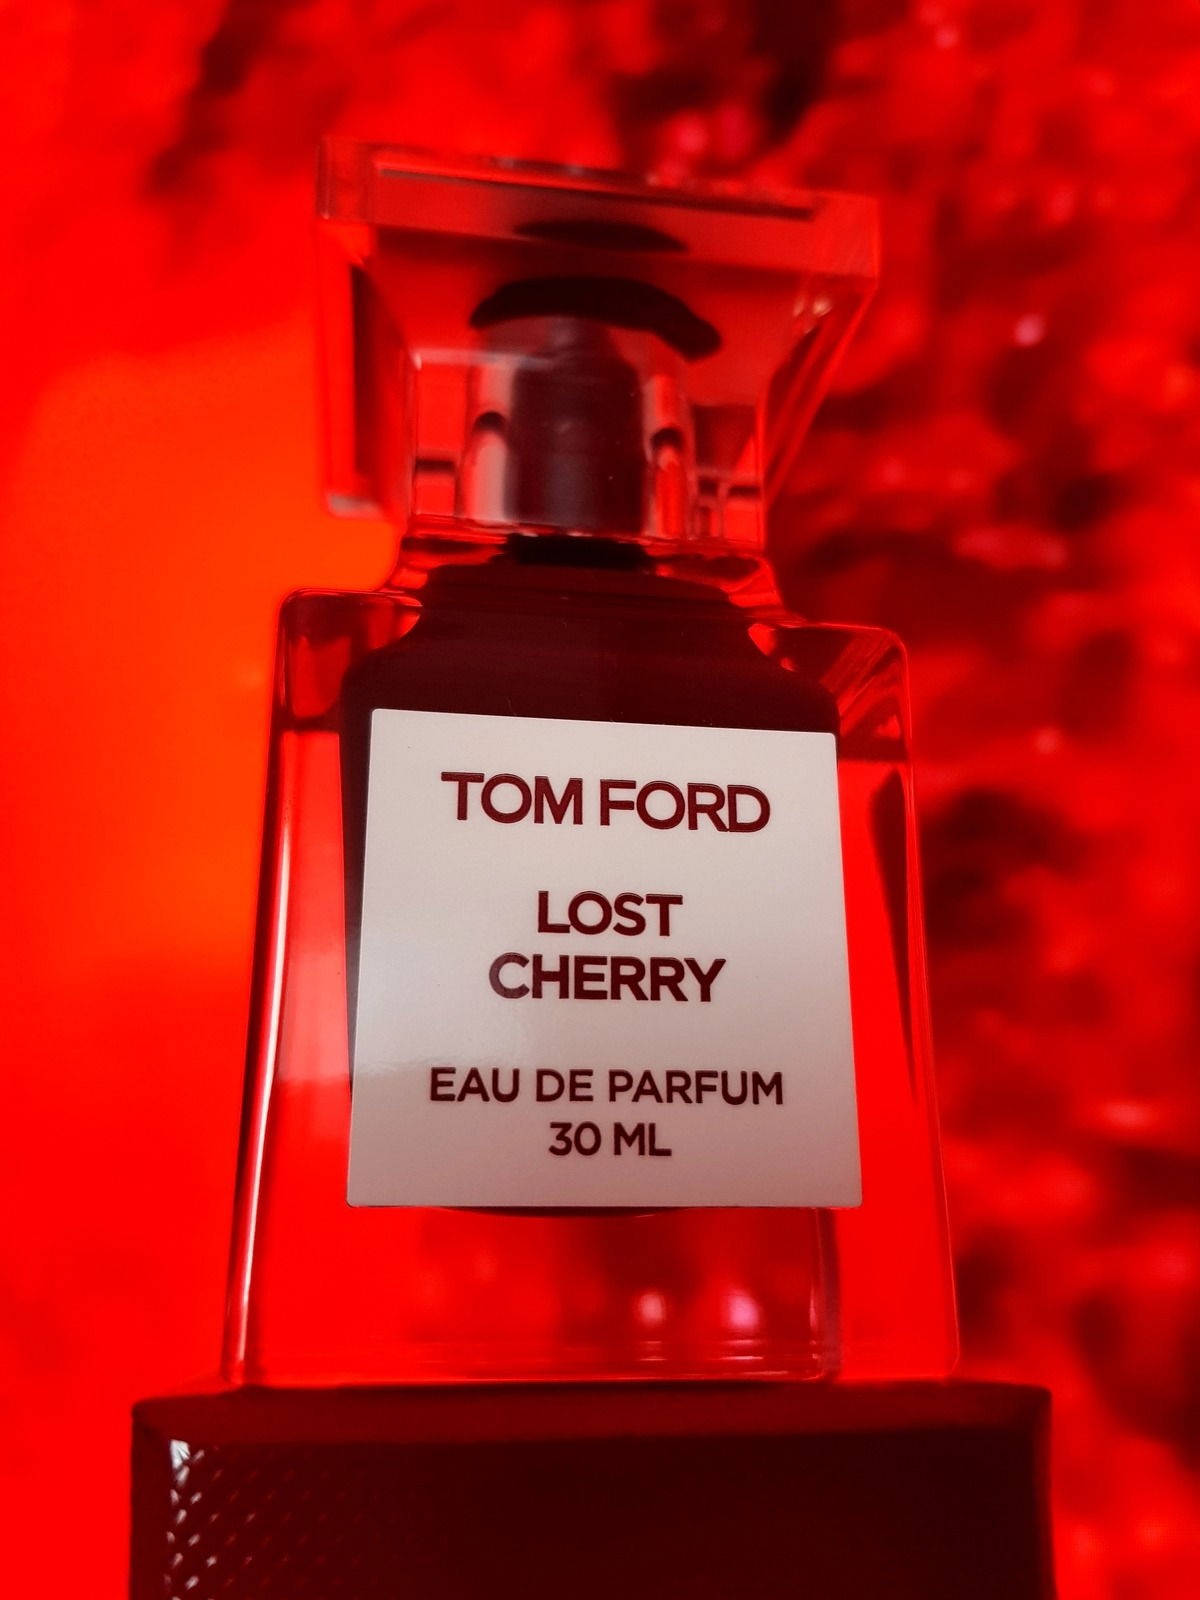 TOM FORD
LOST
CHERRY
EAU DE PARFUM
30 ML